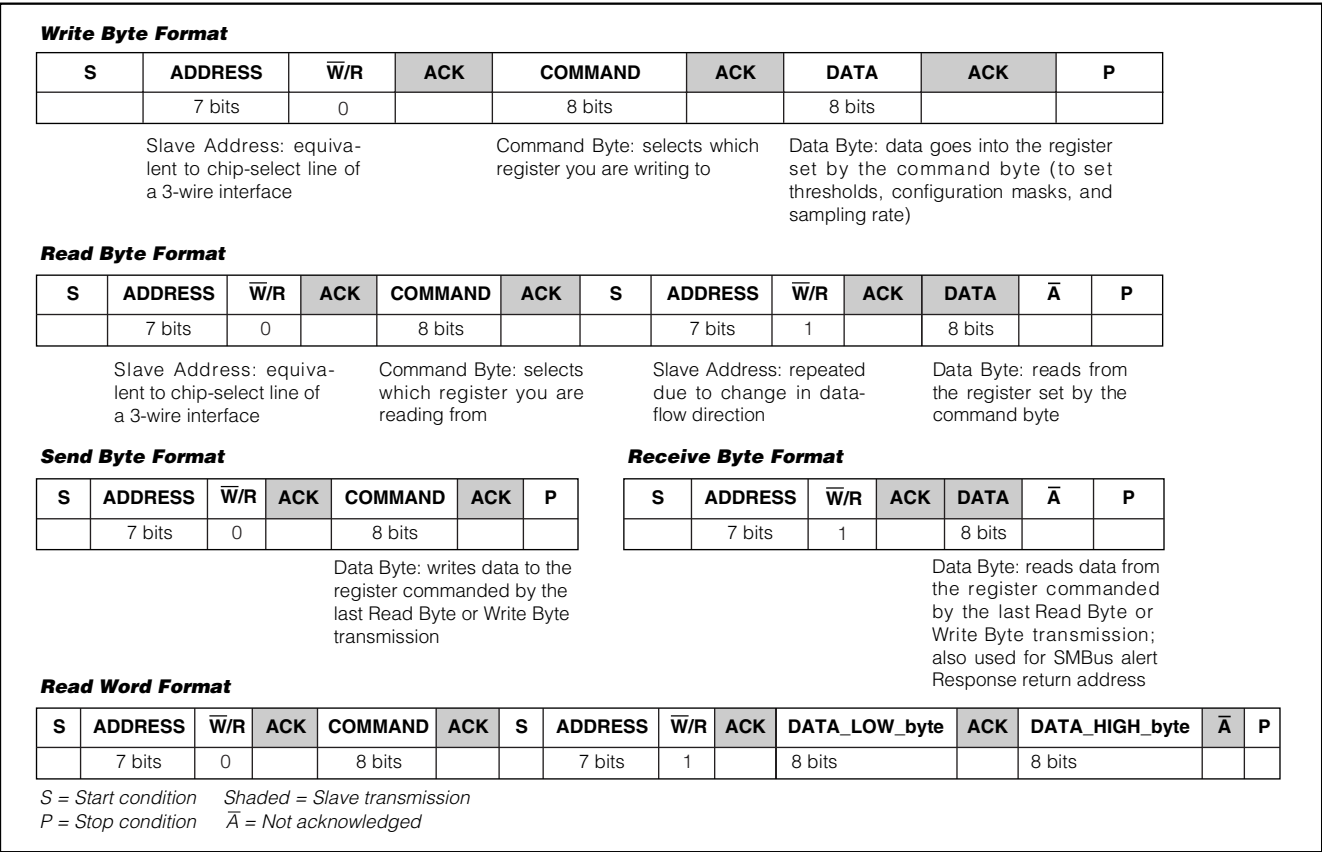 Write Byte Format
S ADDRESS W̅/R ACK COMMAND ACK DATA ACK P
7 bits 0 8 bits 8 bits
Slave Address: equiva-
lent to chip-select line of
a 3-wire interface
Command Byte: selects which
register you are writing to
Data Byte: data goes into the register
set by the command byte (to set
thresholds, configuration masks, and
sampling rate)
Read Byte Format
S ADDRESS W̅/R ACK COMMAND ACK S ADDRESS W̅/R ACK DATA A̅ P
7 bits 0 8 bits 7 bits 1 8 bits
Slave Address: equiva-
lent to chip-select line of
a 3-wire interface
Command Byte: selects
which register you are
reading from
Slave Address: repeated
due to change in data-
flow direction
Data Byte: reads from
the register set by the
command byte
Send Byte Format
S ADDRESS W̅/R ACK COMMAND ACK P
7 bits 0 8 bits
Data Byte: writes data to the
register commanded by the
last Read Byte or Write Byte
transmission
Receive Byte Format
S ADDRESS W̅/R ACK DATA A̅ P
7 bits 1 8 bits
Data Byte: reads data from
the register commanded
by the last Read Byte or
Write Byte transmission;
also used for SMBus alert
Response return address
Read Word Format
S ADDRESS W̅/R ACK COMMAND ACK S ADDRESS W̅/R ACK DATA_LOW_byte ACK DATA_HIGH_byte A̅ P
7 bits 0 8 bits 7 bits 1 8 bits 8 bits
S = Start condition Shaded = Slave transmission
P = Stop condition A̅ = Not acknowledged